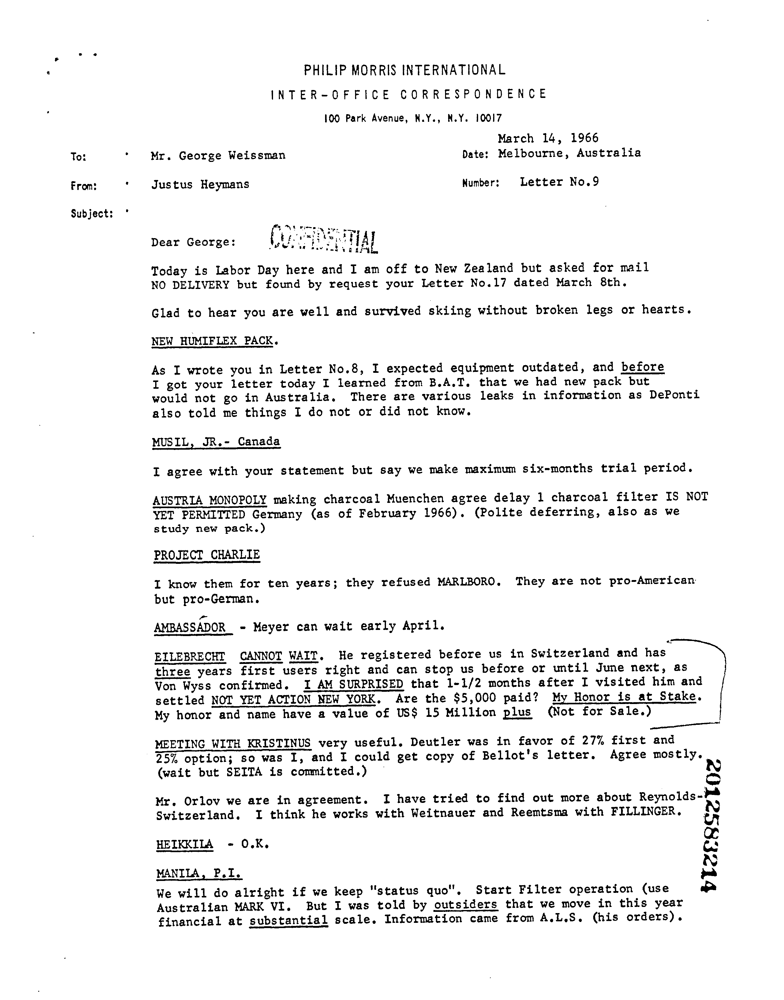 PHILIP MORRIS INTERNATIONAL
INTER-OFFICE CORRESPONDENCE
100 Park Avenue, N.Y., N.Y. 10017
March 14, 1966
To: Mr. George Weissman Date: Melbourne, Australia
From: Justus Heymans Number: Letter No.9
Subject:
Dear George: CONFIDENTIAL
Today is Labor Day here and I am off to New Zealand but asked for mail
NO DELIVERY but found by request your Letter No.17 dated March 8th.
Glad to hear you are well and survived skiing without broken legs or hearts.
NEW HUMIFLEX PACK.
As I wrote you in Letter No.8, I expected equipment outdated, and before
I got your letter today I learned from B.A.T. that we had new pack but
would not go in Australia. There are various leaks in information as DePonti
also told me things I do not or did not know.
MUSIL, JR.- Canada
I agree with your statement but say we make maximum six-months trial period.
AUSTRIA MONOPOLY making charcoal Muenchen agree delay 1 charcoal filter IS NOT
YET PERMITTED Germany (as of February 1966). (Polite deferring, also as we
study new pack.)
PROJECT CHARLIE
I know them for ten years; they refused MARLBORO. They are not pro-American
but pro-German.
AMBASSADOR - Meyer can wait early April.
EILEBRECHT CANNOT WAIT. He registered before us in Switzerland and has
three years first users right and can stop us before or until June next, as
Von Wyss confirmed. I AM SURPRISED that 1-1/2 months after I visited him and
settled NOT YET ACTION NEW YORK. Are the $5,000 paid? My Honor is at Stake.
My honor and name have a value of US$ 15 Million plus (Not for Sale.)
MEETING WITH KRISTINUS very useful. Deutler was in favor of 27% first and
25% option; so was I, and I could get copy of Bellot's letter. Agree mostly.
(wait but SEITA is committed.)
Mr. Orlov we are in agreement. I have tried to find out more about Reynolds-
Switzerland. I think he works with Weitnauer and Reemtsma with FILLINGER.
HEIKKILA - O.K.
MANILA, P.I.
We will do alright if we keep "status quo". Start Filter operation (use
Australian MARK VI. But I was told by outsiders that we move in this year
financial at substantial scale. Information came from A.L.S. (his orders).
2012583214